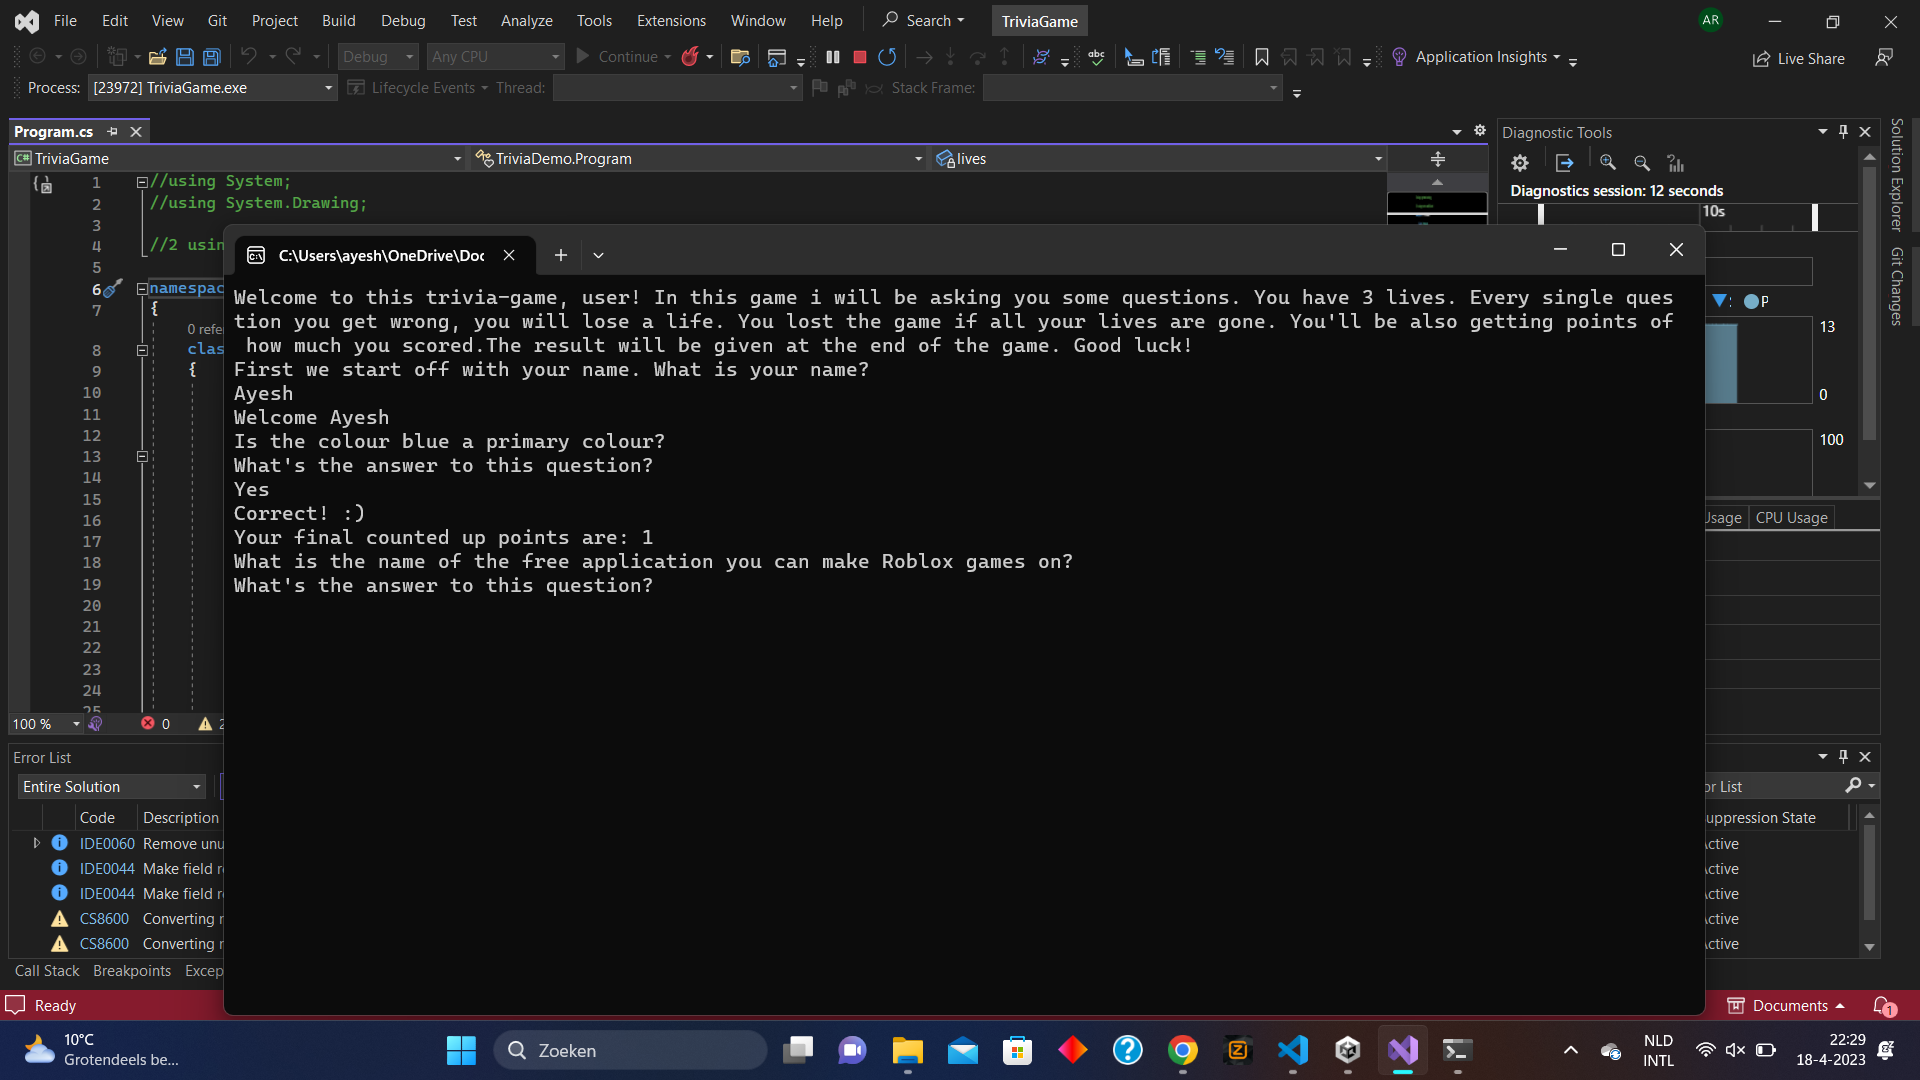 File Edit View Git Project Build Debug Test Analyze Tools Extensions Window Help Search TriviaGame AR
Debug Any CPU Continue Application Insights Live Share
Process: [23972] TriviaGame.exe Lifecycle Events Thread: Stack Frame:
Program.cs
C# TriviaGame TriviaDemo.Program lives
1 //using System;
2 //using System.Drawing;
3
4 //2 usin
5
6 namespac
7 {
0 refer
8 clas
9 {
10
11
12
13
14
15
16
17
18
19
20
21
22
23
24
25
100 % 0 2
Diagnostic Tools
Diagnostics session: 12 seconds
10s
P
13
0
100
Usage CPU Usage
Solution Explorer
Git Changes
C:\Users\ayesh\OneDrive\Doc
Welcome to this trivia-game, user! In this game i will be asking you some questions. You have 3 lives. Every single ques
tion you get wrong, you will lose a life. You lost the game if all your lives are gone. You'll be also getting points of
how much you scored.The result will be given at the end of the game. Good luck!
First we start off with your name. What is your name?
Ayesh
Welcome Ayesh
Is the colour blue a primary colour?
What's the answer to this question?
Yes
Correct! :)
Your final counted up points are: 1
What is the name of the free application you can make Roblox games on?
What's the answer to this question?
Error List
Entire Solution or List
Code Description uppression State
IDE0060 Remove unu ctive
IDE0044 Make field r ctive
IDE0044 Make field r ctive
CS8600 Converting r ctive
CS8600 Converting r ctive
Call Stack Breakpoints Excep
Ready Documents 1
10°C
Grotendeels be...
Zoeken
NLD
INTL
22:29
18-4-2023